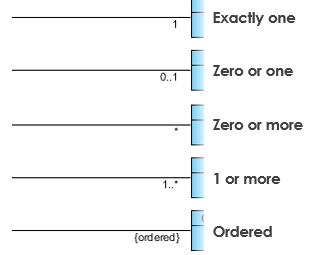 1 Exactly one
0..1 Zero or one
* Zero or more
1..* 1 or more
{ordered} Ordered